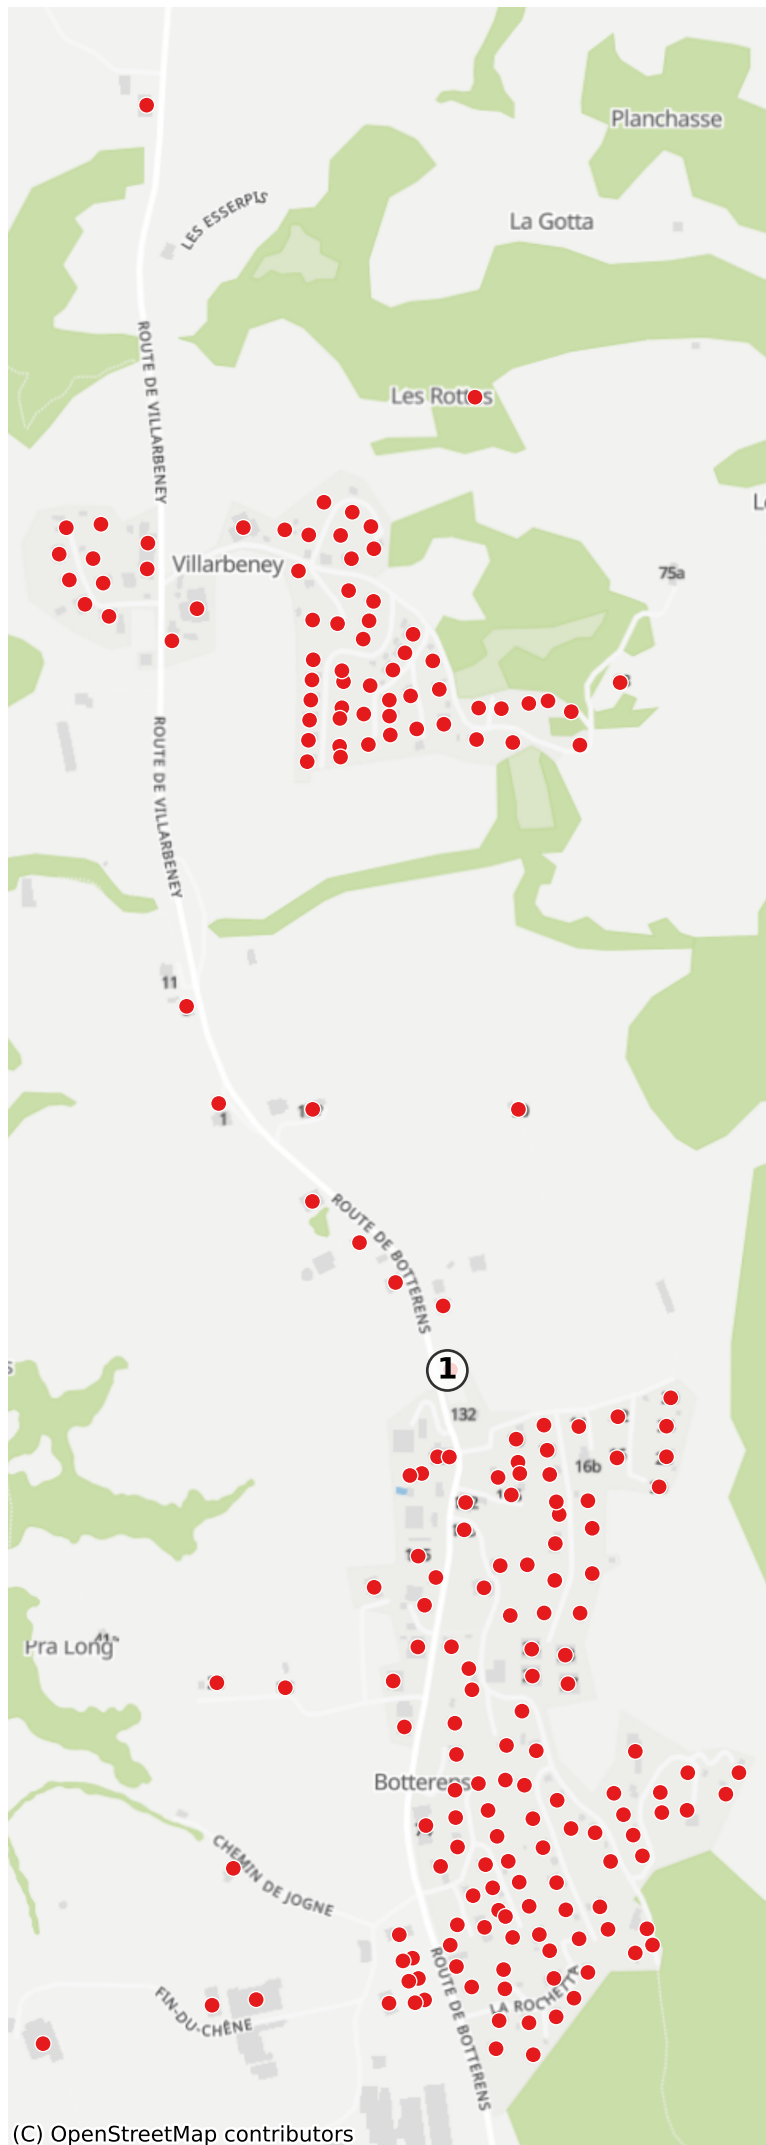 Planchasse
LES ESSERPIS
La Gotta
ROUTE DE VILLARBENEY
Les Rottes
Villarbeney
75a
ROUTE DE VILLARBENEY
11
1
ROUTE DE BOTTERENS
1
132
16b
Pra Long
Botterens
CHEMIN DE JOGNE
ROUTE DE BOTTERENS
LA ROCHETTA
FIN-DU-CHÊNE
(C) OpenStreetMap contributors